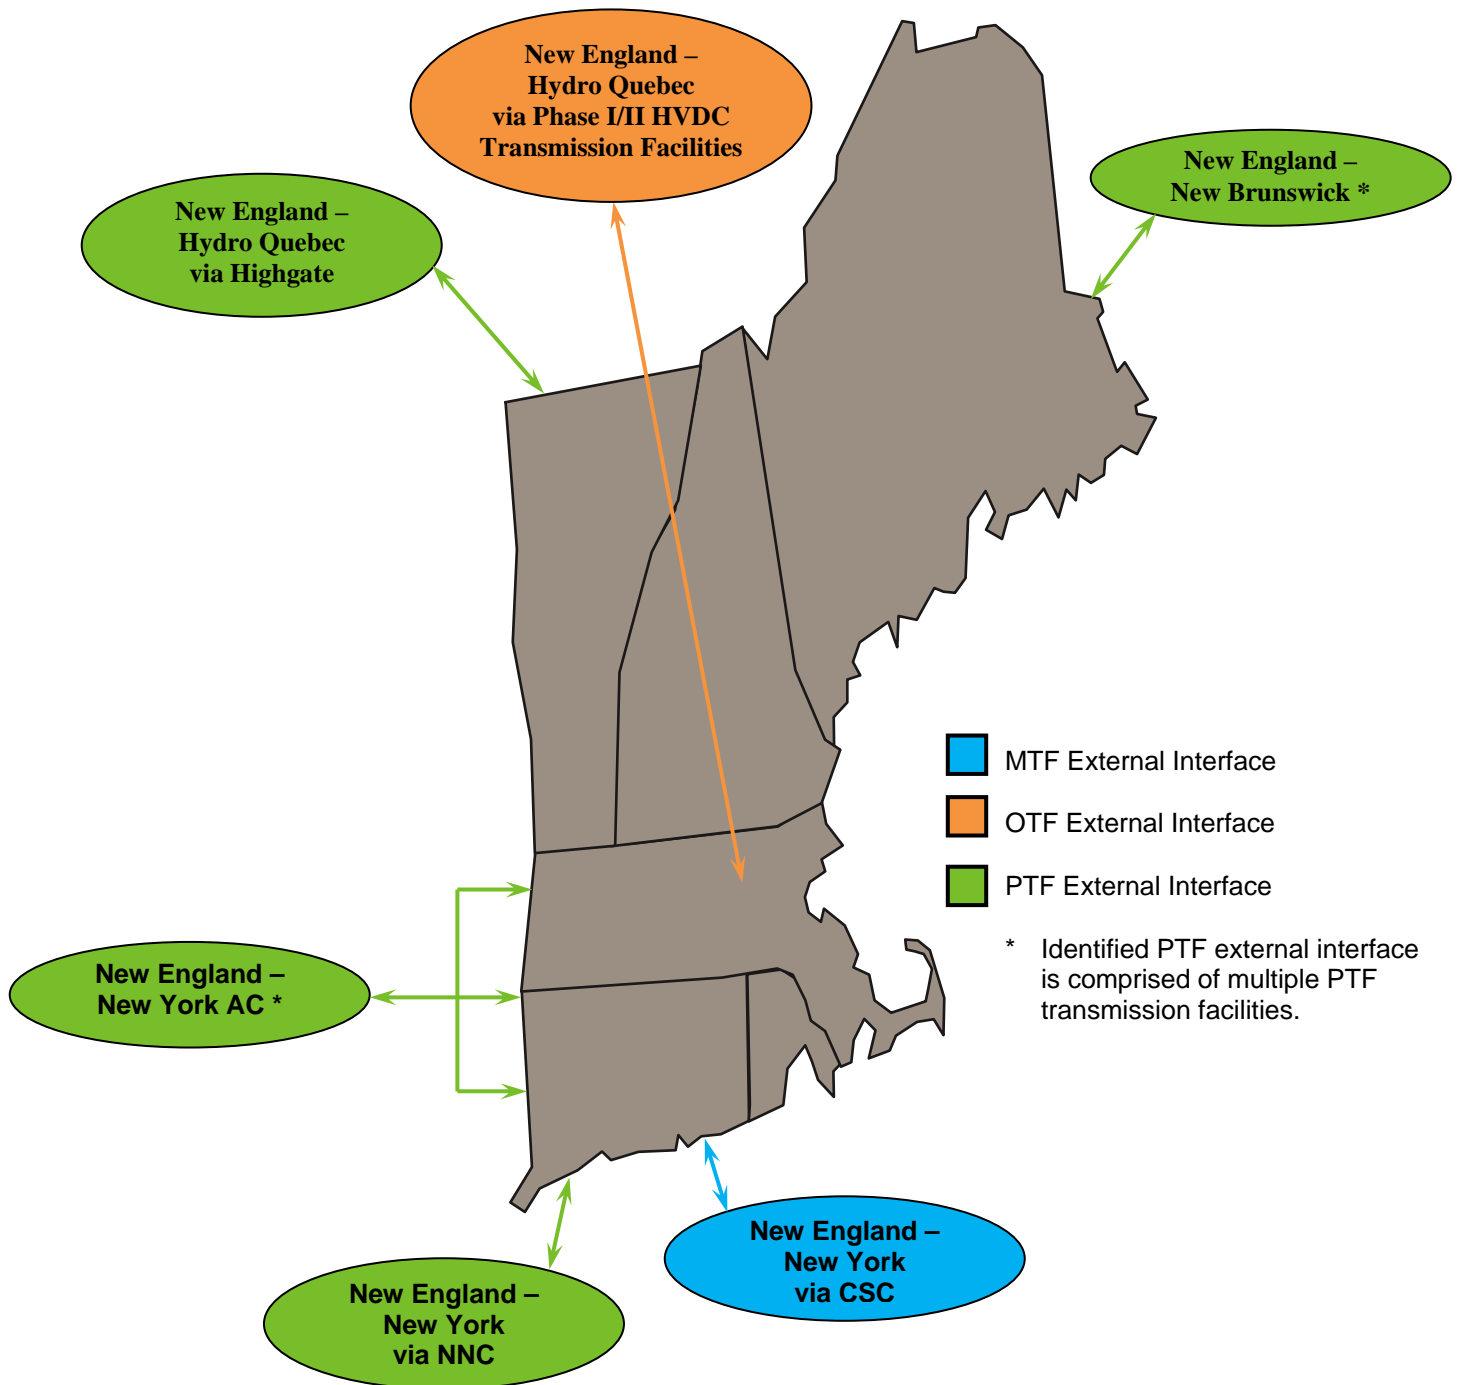 New England –
Hydro Quebec
via Phase I/II HVDC
Transmission Facilities
New England –
New Brunswick *
New England –
Hydro Quebec
via Highgate
MTF External Interface
OTF External Interface
PTF External Interface
* Identified PTF external interface
is comprised of multiple PTF
transmission facilities.
New England –
New York AC *
New England –
New York
via CSC
New England –
New York
via NNC